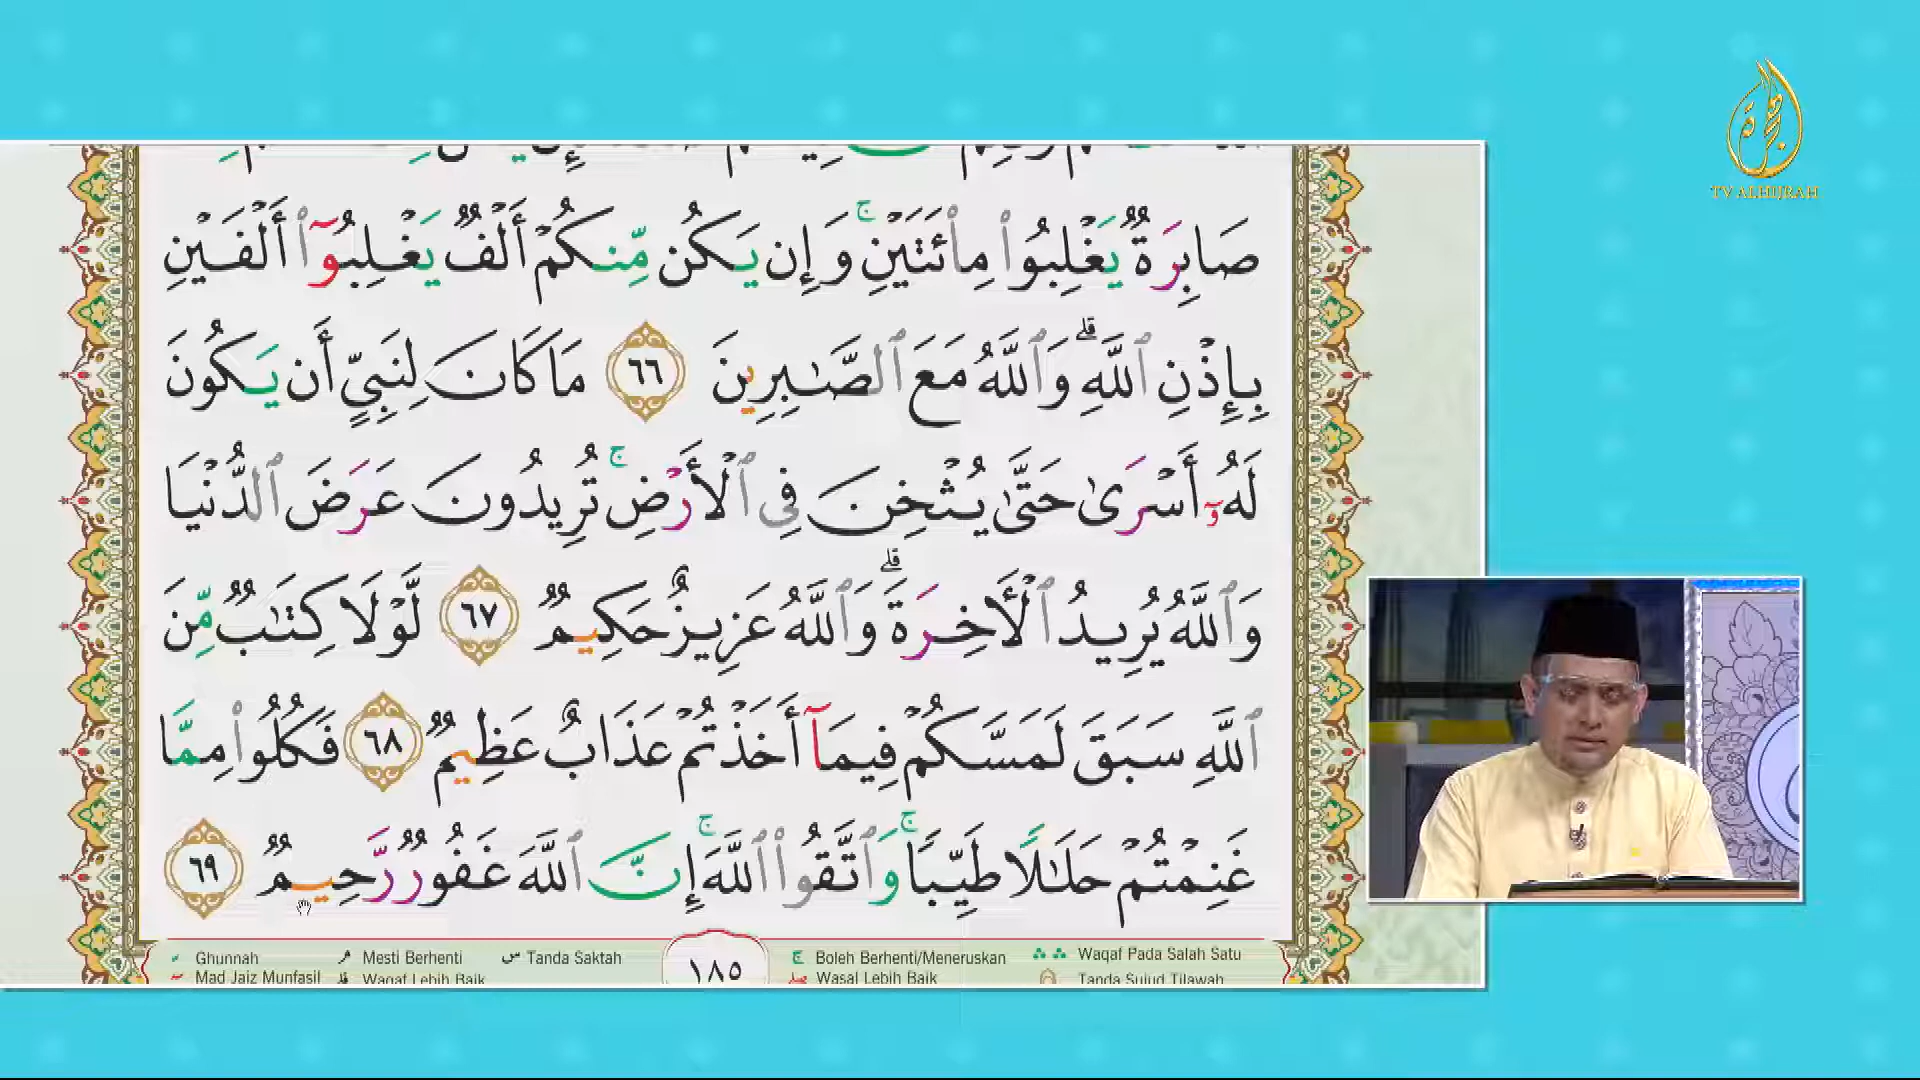 صَابِرَةٌ يَغْلِبُوا۟ مِا۟ئَتَيْنِ ۚ وَإِن يَكُن مِّنكُمْ أَلْفٌ يَغْلِبُوٓا۟ أَلْفَيْنِ
بِإِذْنِ ٱللَّهِ ۗ وَٱللَّهُ مَعَ ٱلصَّـٰبِرِينَ ٦٦ مَا كَانَ لِنَبِىٍّ أَن يَكُونَ
لَهُۥٓ أَسْرَىٰ حَتَّىٰ يُثْخِنَ فِى ٱلْأَرْضِ ۚ تُرِيدُونَ عَرَضَ ٱلدُّنْيَا
وَٱللَّهُ يُرِيدُ ٱلْـَٔاخِرَةَ ۗ وَٱللَّهُ عَزِيزٌ حَكِيمٌ ٦٧ لَّوْلَا كِتَـٰبٌ مِّنَ
ٱللَّهِ سَبَقَ لَمَسَّكُمْ فِيمَآ أَخَذْتُمْ عَذَابٌ عَظِيمٌ ٦٨ فَكُلُوا۟ مِمَّا
غَنِمْتُمْ حَلَـٰلًا طَيِّبًا ۚ وَٱتَّقُوا۟ ٱللَّهَ ۚ إِنَّ ٱللَّهَ غَفُورٌ رَّحِيمٌ ٦٩
Ghunnah
Mesti Berhenti
Tanda Saktah
١٨٥
Boleh Berhenti/Meneruskan
Waqaf Pada Salah Satu
Mad Jaiz Munfasil
Waqaf Lebih Baik
Wasal Lebih Baik
Tanda Sujud Tilawah
TV ALHIJRAH